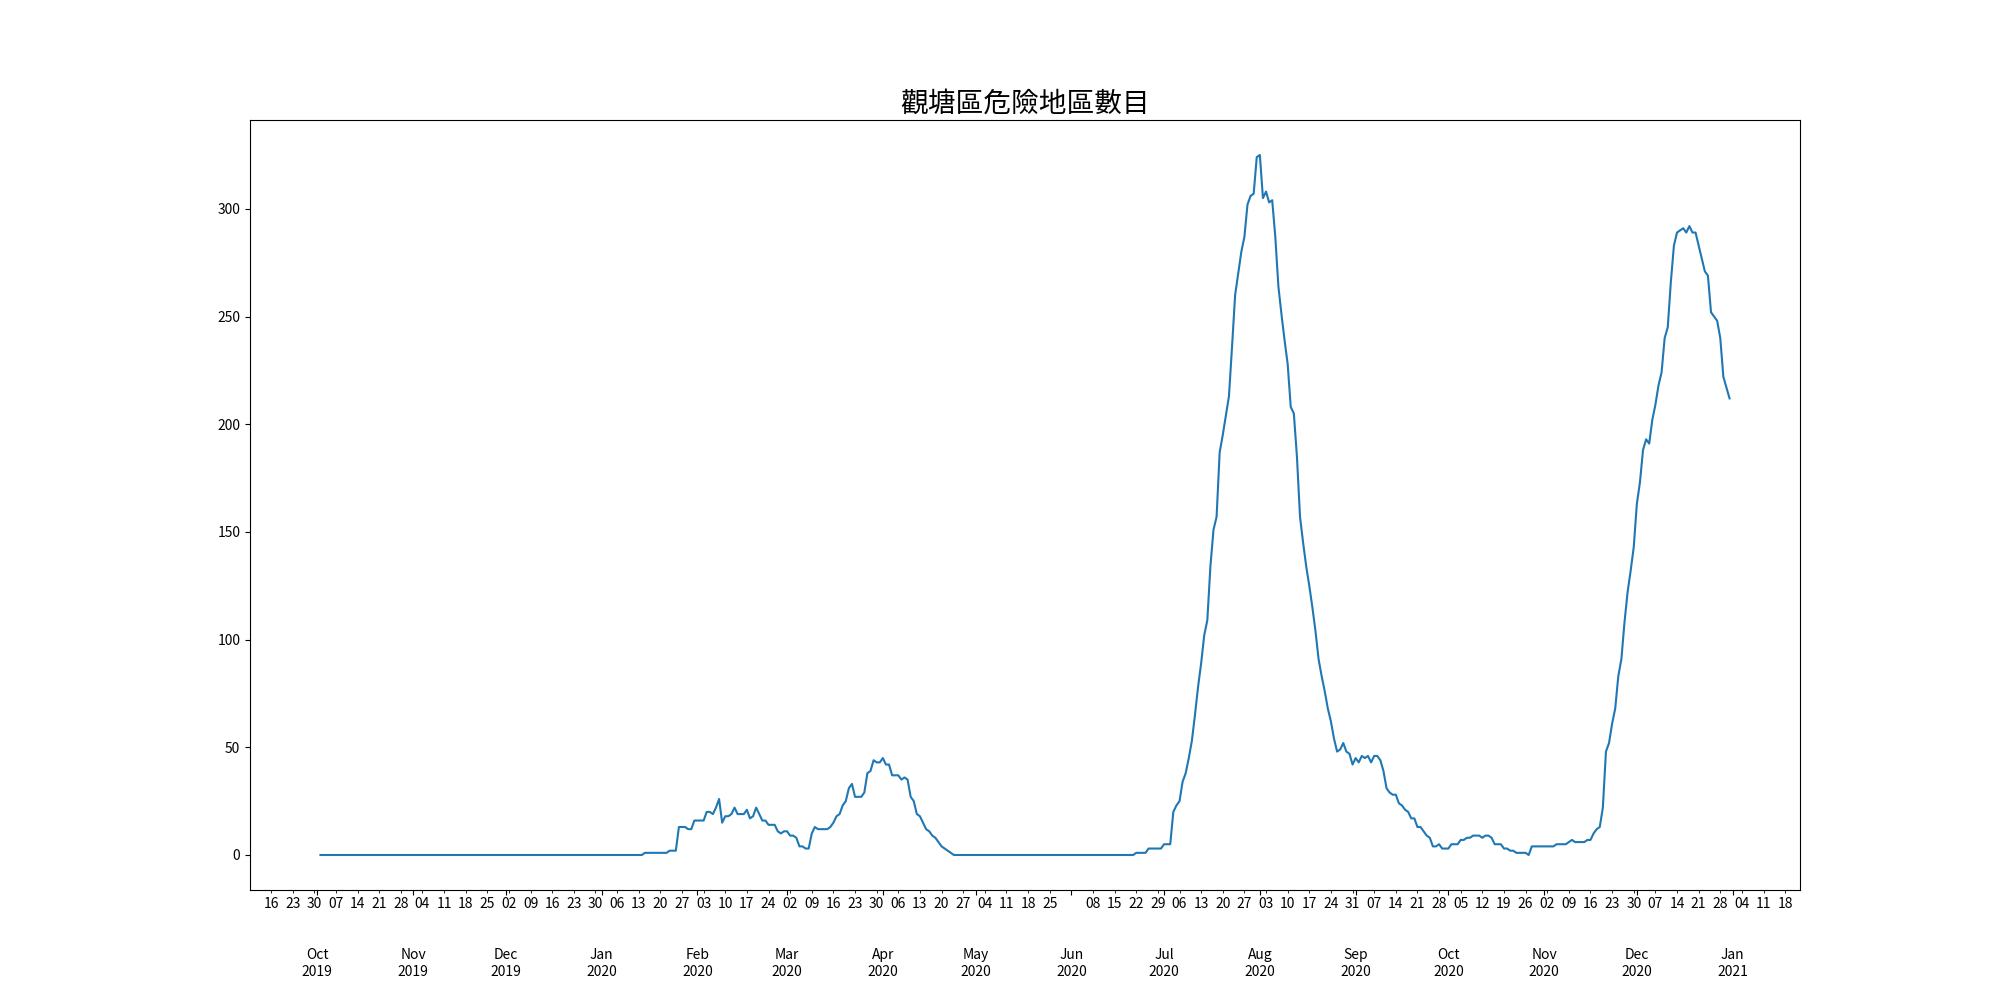 觀塘區危險地區數目
300
250
200
150
100
50
0
16 23 30 07 14 21 28 04 11 18 25 02 09 16 23 30 06 13 20 27 03 10 17 24 02 09 16 23 30 06 13 20 27 04 11 18 25 08 15 22 29 06 13 20 27 03 10 17 24 31 07 14 21 28 05 12 19 26 02 09 16 23 30 07 14 21 28 04 11 18
Oct Nov Dec Jan Feb Mar Apr May Jun Jul Aug Sep Oct Nov Dec Jan
2019 2019 2019 2020 2020 2020 2020 2020 2020 2020 2020 2020 2020 2020 2020 2021